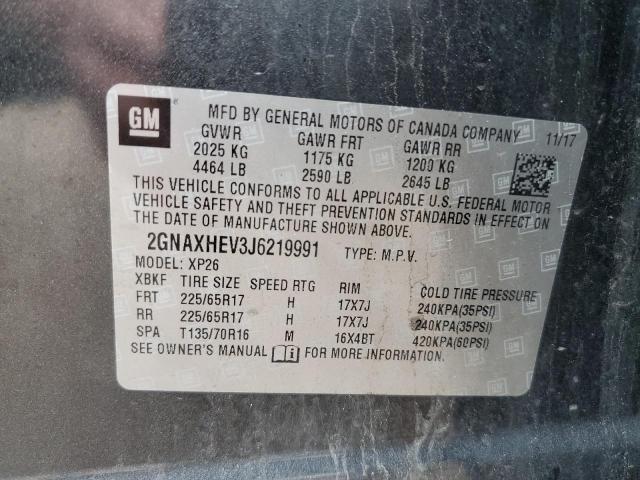 GM
MFD BY GENERAL MOTORS OF CANADA COMPANY 11/17
GVWR GAWR FRT GAWR RR
2025 KG 1175 KG 1200 KG
4464 LB 2590 LB 2645 LB
THIS VEHICLE CONFORMS TO ALL APPLICABLE U.S. FEDERAL MOTOR
VEHICLE SAFETY AND THEFT PREVENTION STANDARDS IN EFFECT ON
THE DATE OF MANUFACTURE SHOWN ABOVE.
2GNAXHEV3J6219991 TYPE: M.P.V.
MODEL: XP26
XBKF TIRE SIZE SPEED RTG RIM COLD TIRE PRESSURE
FRT 225/65R17 H 17X7J 240KPA(35PSI)
RR 225/65R17 H 17X7J 240KPA(35PSI)
SPA T135/70R16 M 16X4BT 420KPA(60PSI)
SEE OWNER'S MANUAL FOR MORE INFORMATION.